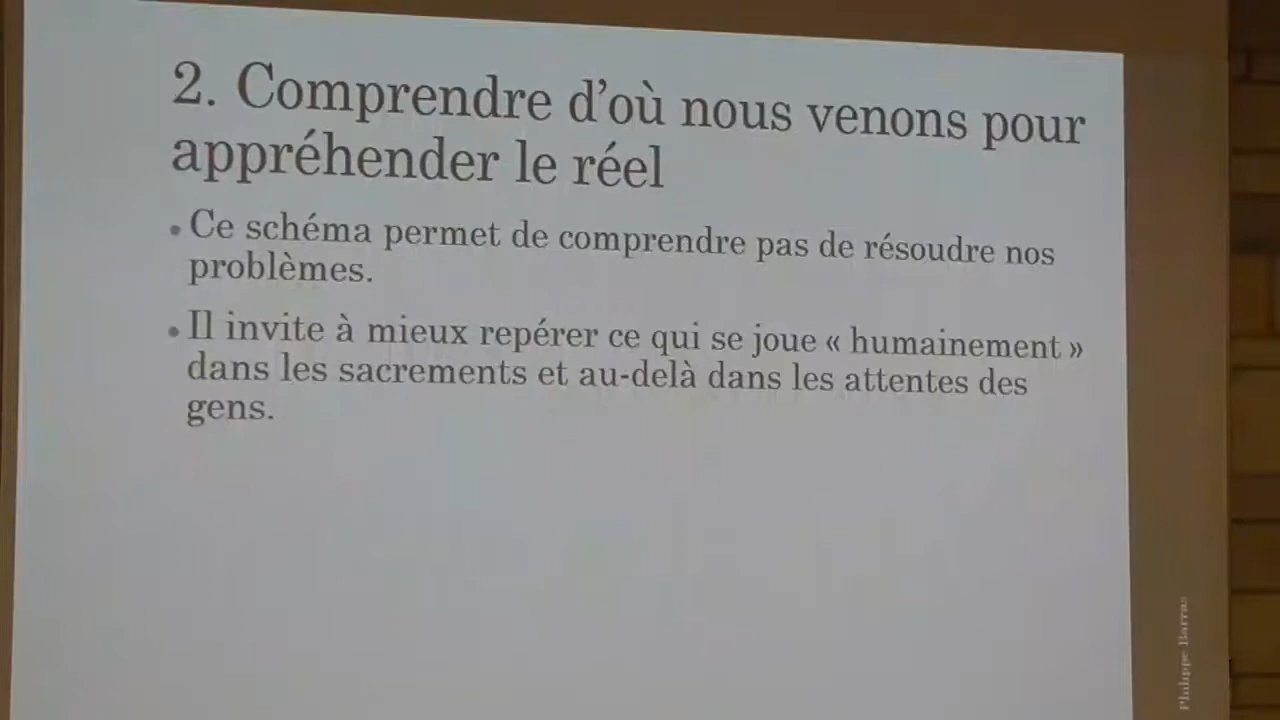 2. Comprendre d'où nous venons pour
appréhender le réel
• Ce schéma permet de comprendre pas de résoudre nos
problèmes.
• Il invite à mieux repérer ce qui se joue « humainement »
dans les sacrements et au-delà dans les attentes des
gens.
Philippe Barras